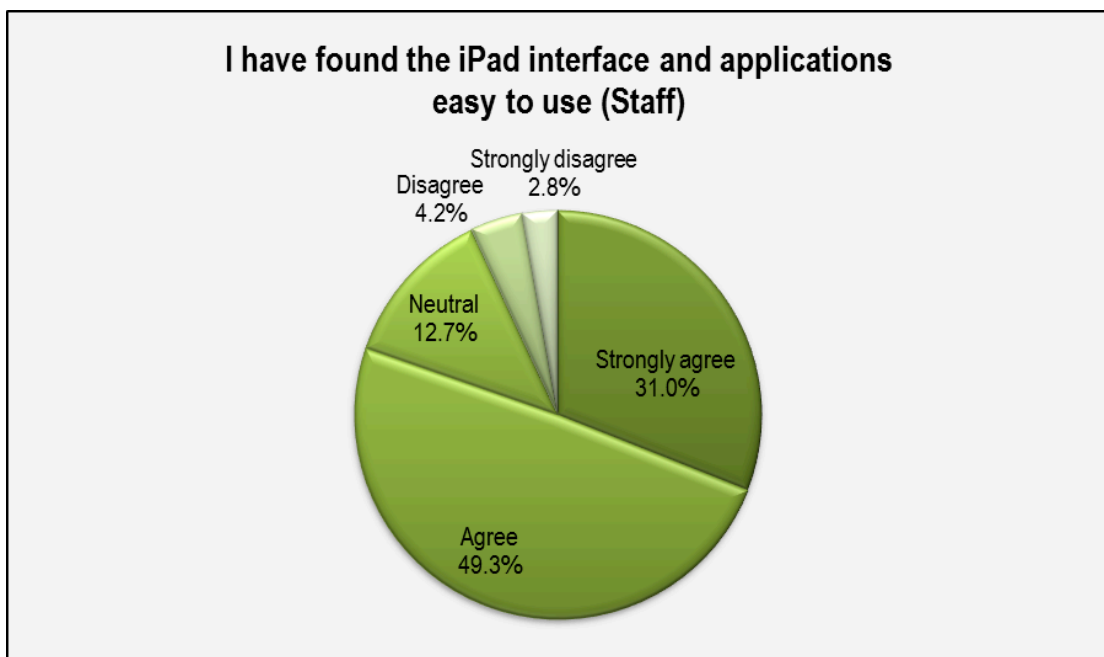 I have found the iPad interface and applications
easy to use (Staff)
Strongly disagree
2.8%
Disagree
4.2%
Neutral
12.7%
Strongly agree
31.0%
Agree
49.3%